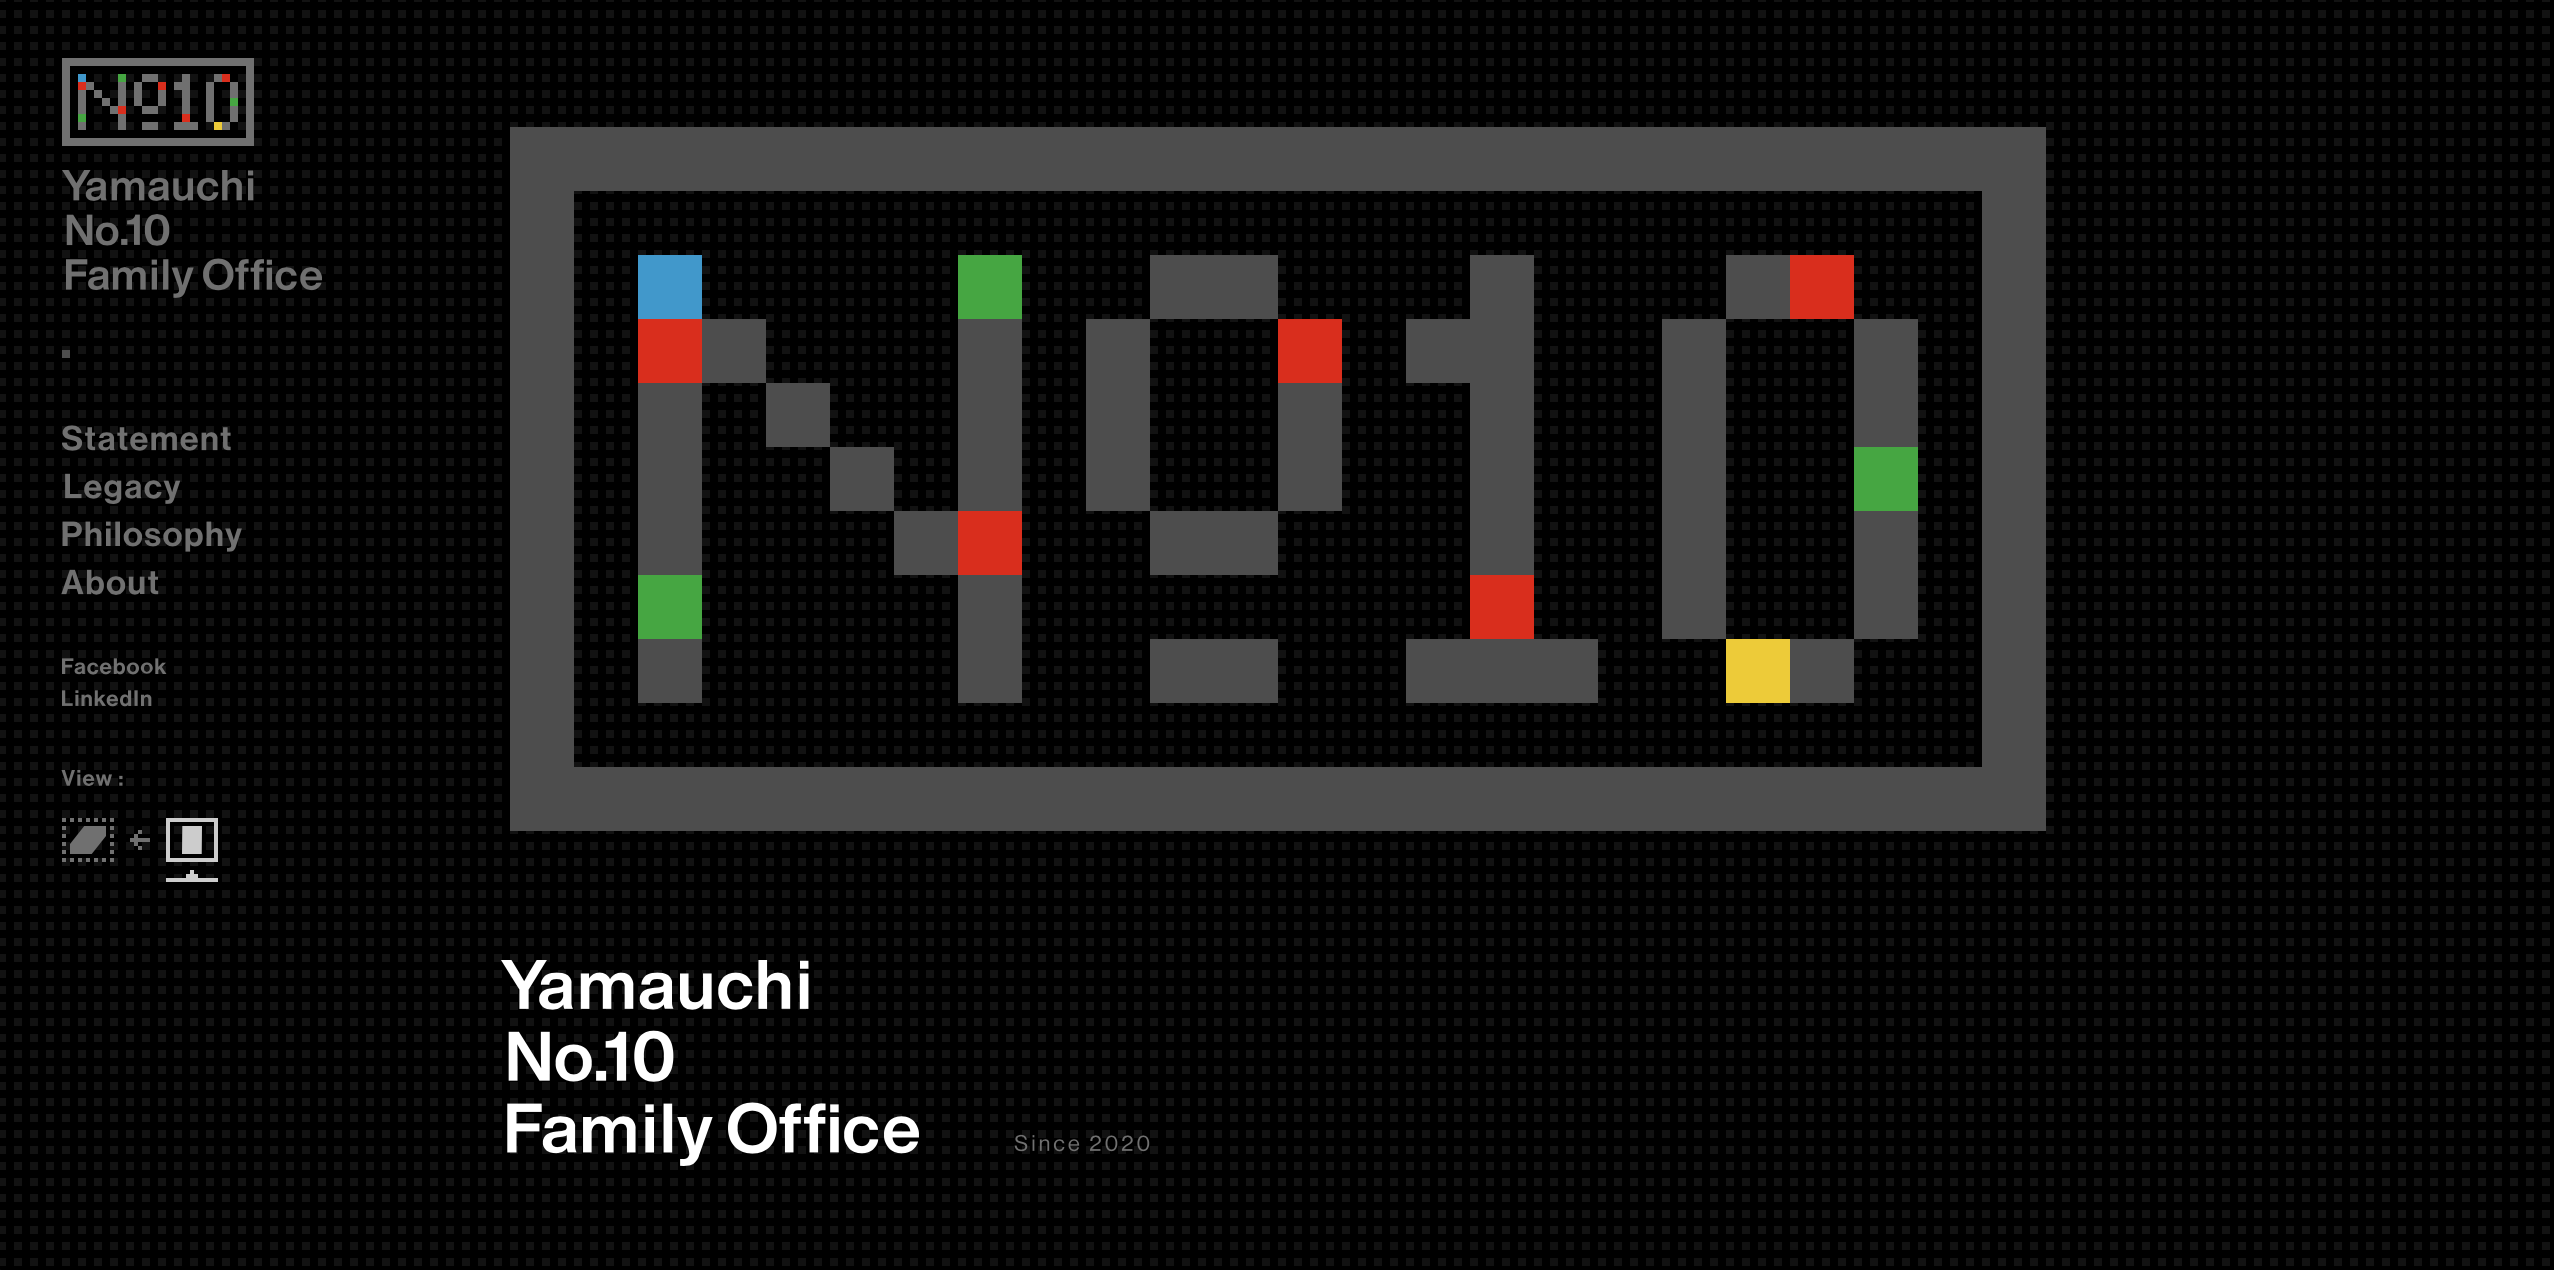 Nº10
Yamauchi
No.10
Family Office
Statement
Legacy
Philosophy
About
Facebook
LinkedIn
View :
Nº10
Yamauchi
No.10
Family Office
Since 2020